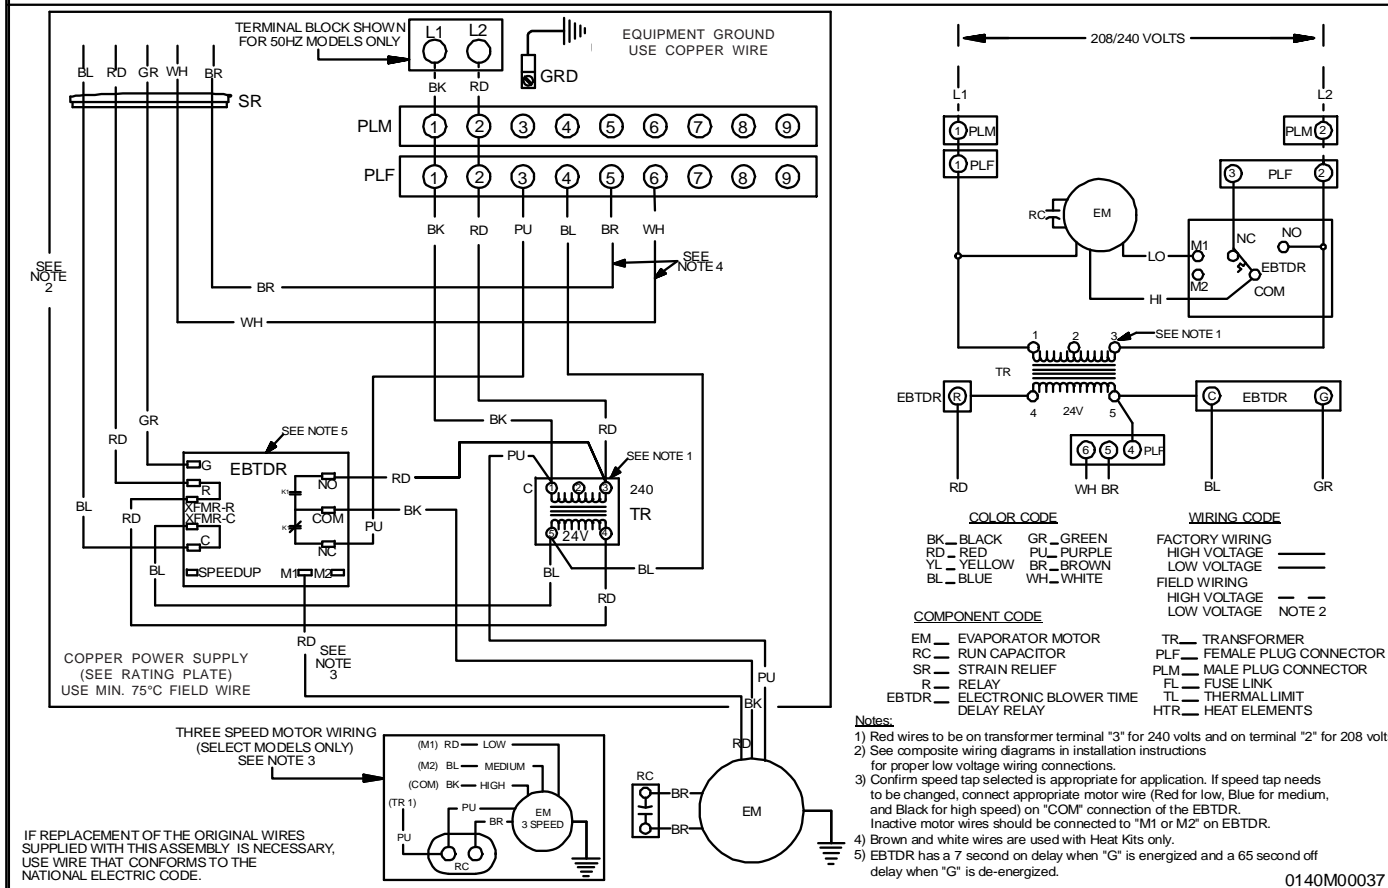 TERMINAL BLOCK SHOWN
FOR 50HZ MODELS ONLY
L1 L2
EQUIPMENT GROUND
USE COPPER WIRE
GRD
BL RD GR WH BR
SR
BK RD
PLM 1 2 3 4 5 6 7 8 9
PLF 1 2 3 4 5 6 7 8 9
BK RD PU BL BR WH
SEE
NOTE
2
SEE
NOTE 4
BR
WH
GR
RD
BK
RD
SEE NOTE 5
PU
SEE NOTE 1
EBTDR
G
R
XFMR-R
XFMR-C
C
SPEEDUP
K1
NO
COM
NC
M1 M2
RD
BK
PU
BL
RD
BL
C 1 2 3 240
TR
5 24V 4
BL
BL
RD
RD
SEE
NOTE
3
COPPER POWER SUPPLY
(SEE RATING PLATE)
USE MIN. 75°C FIELD WIRE
PU
BK
RD
THREE SPEED MOTOR WIRING
(SELECT MODELS ONLY)
SEE NOTE 3
(M1) RD LOW
(M2) BL MEDIUM
(COM) BK HIGH
(TR 1)
PU
PU
BR
EM
3 SPEED
RC
RC
BR
BR
EM
IF REPLACEMENT OF THE ORIGINAL WIRES
SUPPLIED WITH THIS ASSEMBLY IS NECESSARY,
USE WIRE THAT CONFORMS TO THE
NATIONAL ELECTRIC CODE.
208/240 VOLTS
L1 L2
1 PLM
PLM 2
1 PLF
3 PLF 2
RC
EM
LO
HI
M1
M2
NC
NO
EBTDR
COM
1 2 3
SEE NOTE 1
TR
4 24V 5
EBTDR R
C EBTDR G
6 5 4 PLF
RD
WH BR
BL
GR
COLOR CODE
BK BLACK GR GREEN
RD RED PU PURPLE
YL YELLOW BR BROWN
BL BLUE WH WHITE
WIRING CODE
FACTORY WIRING
HIGH VOLTAGE
LOW VOLTAGE
FIELD WIRING
HIGH VOLTAGE
LOW VOLTAGE NOTE 2
COMPONENT CODE
EM EVAPORATOR MOTOR
RC RUN CAPACITOR
SR STRAIN RELIEF
R RELAY
EBTDR ELECTRONIC BLOWER TIME
DELAY RELAY
TR TRANSFORMER
PLF FEMALE PLUG CONNECTOR
PLM MALE PLUG CONNECTOR
FL FUSE LINK
TL THERMAL LIMIT
HTR HEAT ELEMENTS
Notes:
1) Red wires to be on transformer terminal "3" for 240 volts and on terminal "2" for 208 volt
2) See composite wiring diagrams in installation instructions
for proper low voltage wiring connections.
3) Confirm speed tap selected is appropriate for application. If speed tap needs
to be changed, connect appropriate motor wire (Red for low, Blue for medium,
and Black for high speed) on "COM" connection of the EBTDR.
Inactive motor wires should be connected to "M1 or M2" on EBTDR.
4) Brown and white wires are used with Heat Kits only.
5) EBTDR has a 7 second on delay when "G" is energized and a 65 second off
delay when "G" is de-energized.
0140M00037